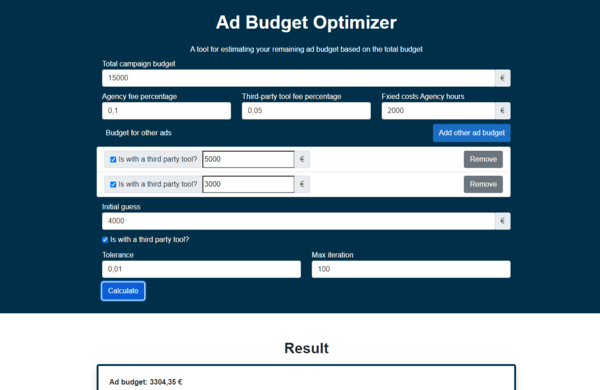 Ad Budget Optimizer
A tool for estimating your remaining ad budget based on the total budget
Total campaign budget
15000 €
Agency fee percentage Third-party tool fee percentage Fxied costs Agency hours
0,1 0,05 2000 €
Budget for other ads Add other ad budget
Is with a third party tool? 5000 € Remove
Is with a third party tool? 3000 € Remove
Initial guess
4000 €
Is with a third party tool?
Tolerance Max iteration
0,01 100
Calculate
Result
Ad budget: 3304,35 €